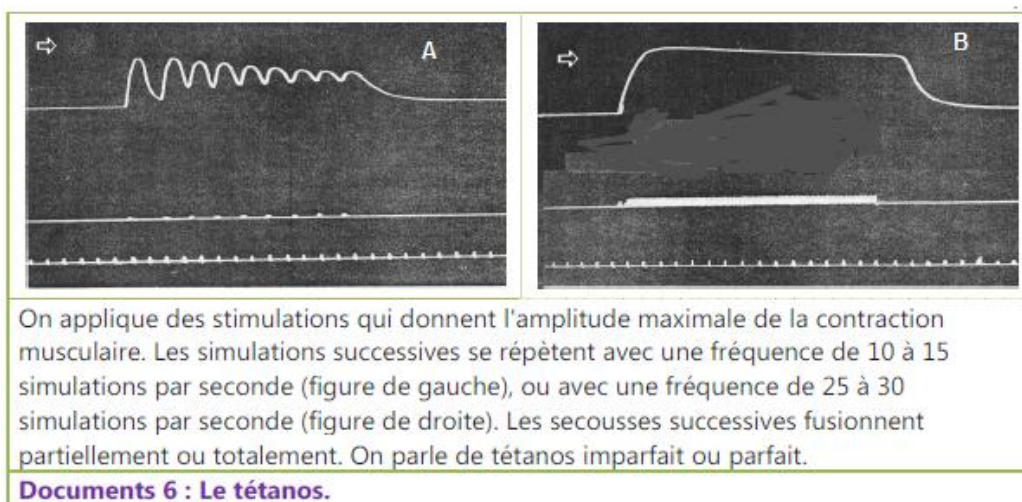 A
B
On applique des stimulations qui donnent l'amplitude maximale de la contraction
musculaire. Les simulations successives se répètent avec une fréquence de 10 à 15
simulations par seconde (figure de gauche), ou avec une fréquence de 25 à 30
simulations par seconde (figure de droite). Les secousses successives fusionnent
partiellement ou totalement. On parle de tétanos imparfait ou parfait.
Documents 6 : Le tétanos.